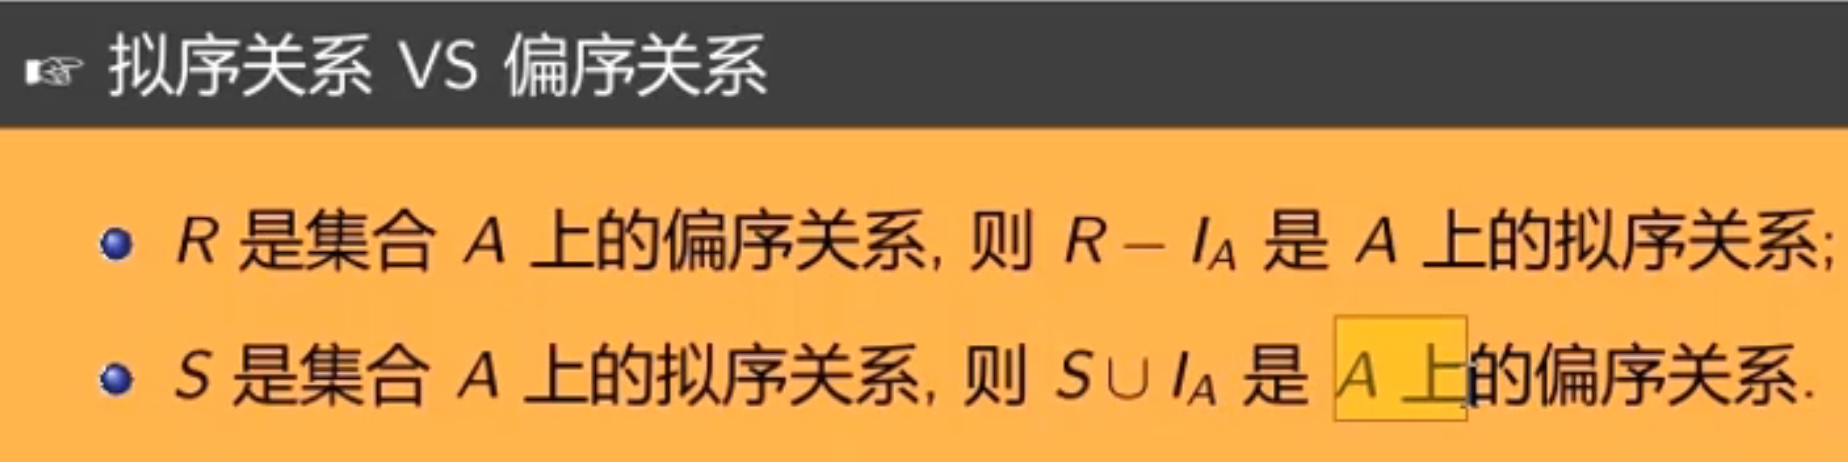 ☞ 拟序关系 VS 偏序关系
R 是集合 A 上的偏序关系, 则 R − I_A 是 A 上的拟序关系;
S 是集合 A 上的拟序关系, 则 S ∪ I_A 是 A 上的偏序关系.